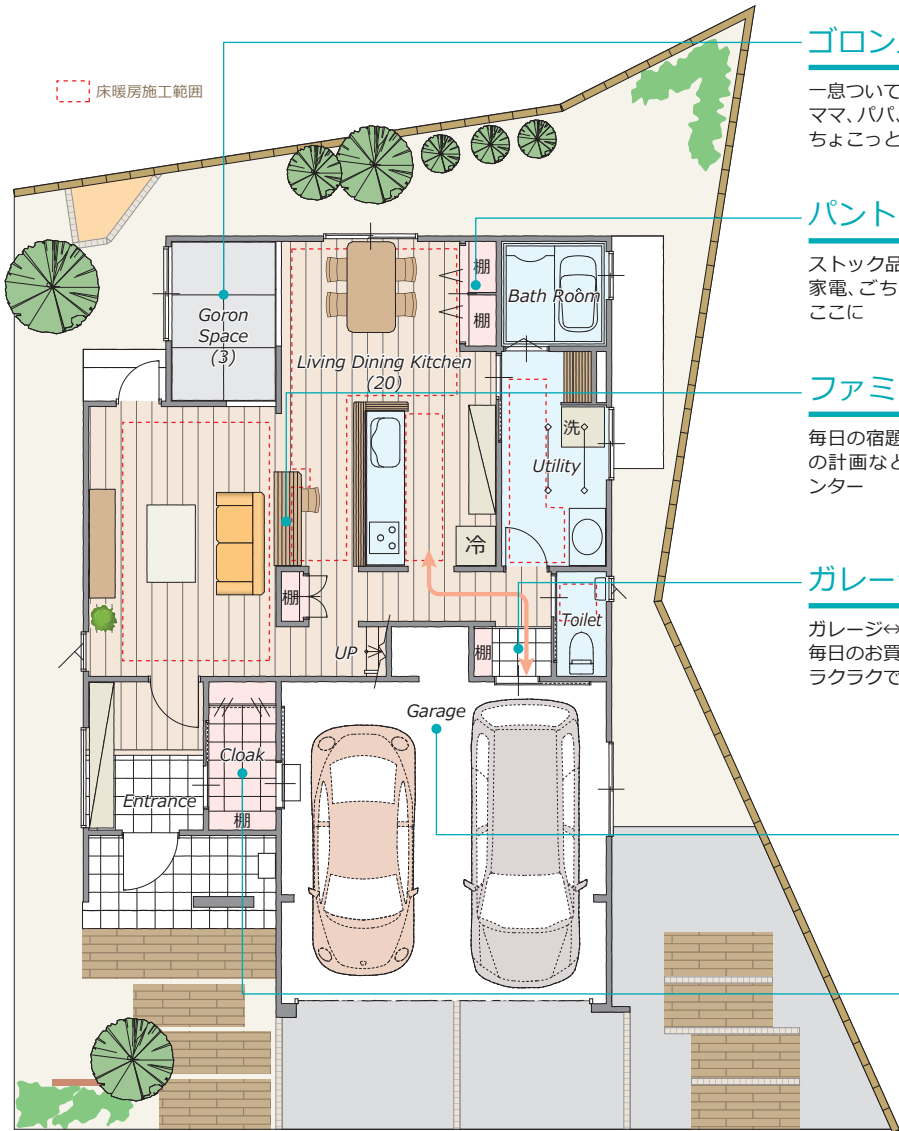 床暖房施工範囲
ゴロン
一息ついて
ママ、パパ、
ちょこっと
パント
ストック品
家電、ごち
ここに
ファミ
毎日の宿題
の計画など
ンター
ガレー
ガレージ⇔
毎日のお買
ラクラクで
Goron
Space
(3)
Living Dining Kitchen
(20)
棚
棚
Bath Room
洗
Utility
冷
棚
UP
棚
Toilet
Garage
Cloak
棚
Entrance